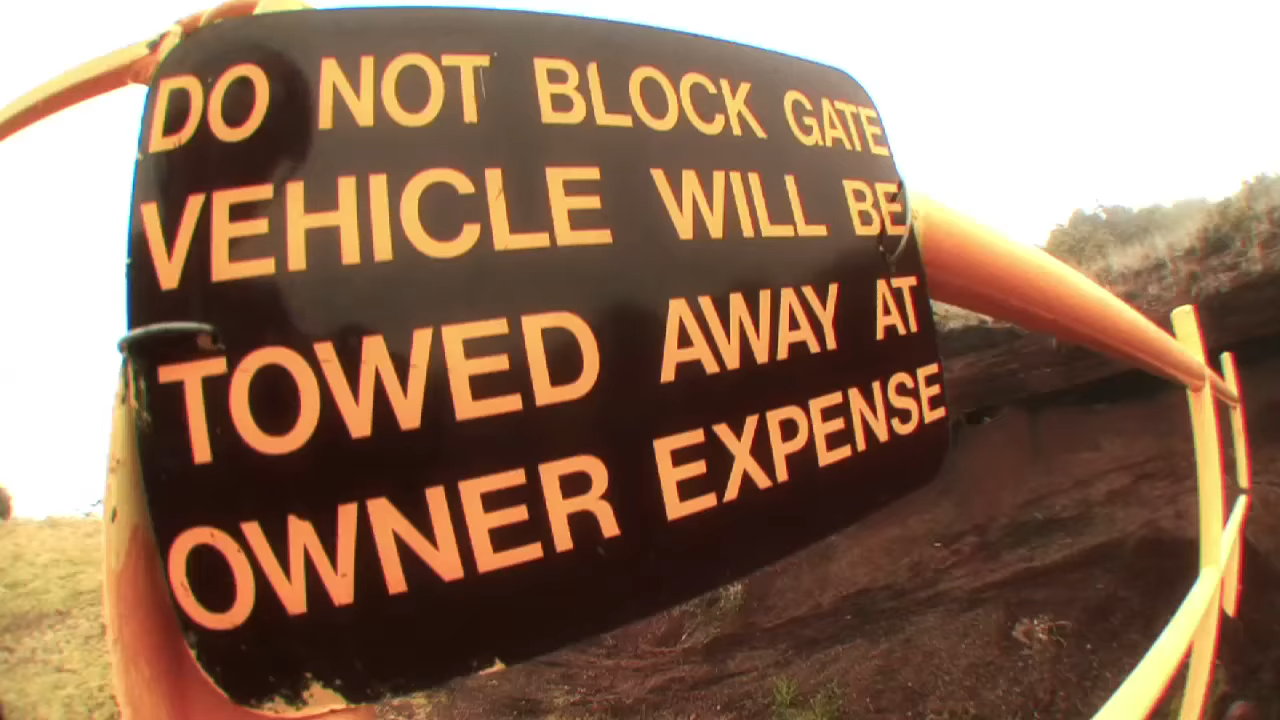 DO NOT BLOCK GATE
VEHICLE WILL BE
TOWED AWAY AT
OWNER EXPENSE